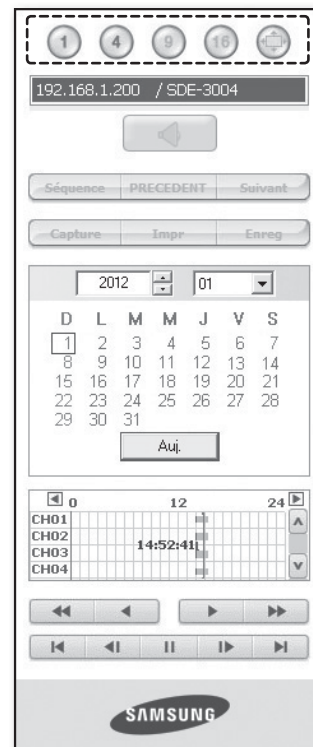 1 4 9 16
192.168.1.200 / SDE-3004
Séquence PRECEDENT Suivant
Capture Impr Enreg
2012 01
D L M M J V S
1 2 3 4 5 6 7
8 9 10 11 12 13 14
15 16 17 18 19 20 21
22 23 24 25 26 27 28
29 30 31
Auj.
0 12 24
CH01
CH02
14:52:41
CH03
CH04
SAMSUNG